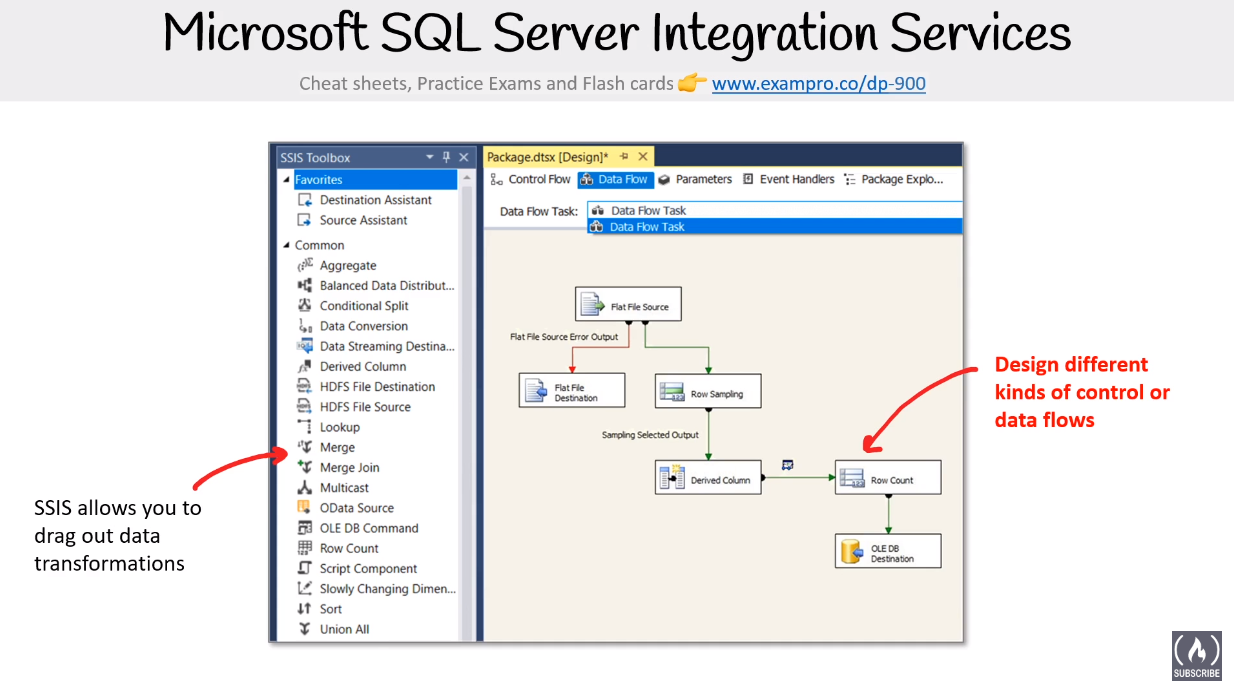 Microsoft SQL Server Integration Services
Cheat sheets, Practice Exams and Flash cards 👉 www.exampro.co/dp-900
SSIS Toolbox
Favorites
Destination Assistant
Source Assistant
Common
Aggregate
Balanced Data Distribut...
Conditional Split
Data Conversion
Data Streaming Destina...
Derived Column
HDFS File Destination
HDFS File Source
Lookup
Merge
Merge Join
Multicast
OData Source
OLE DB Command
Row Count
Script Component
Slowly Changing Dimen...
Sort
Union All
Package.dtsx [Design]*
Control Flow Data Flow Parameters Event Handlers Package Explo...
Data Flow Task: Data Flow Task
Data Flow Task
Flat File Source
Flat File Source Error Output
Flat File
Destination
Row Sampling
Sampling Selected Output
Derived Column
Row Count
OLE DB
Destination
SSIS allows you to
drag out data
transformations
Design different
kinds of control or
data flows
SUBSCRIBE